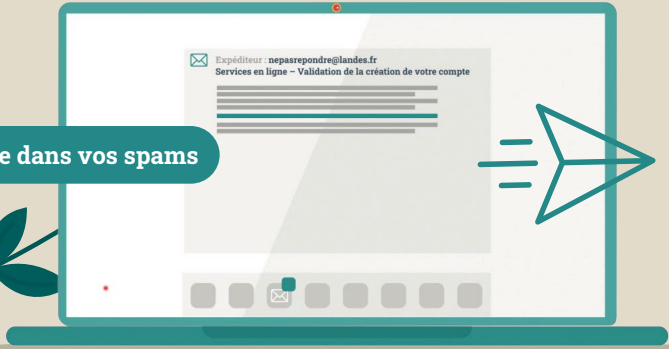 Expéditeur : nepasrepondre@landes.fr
Services en ligne – Validation de la création de votre compte
e dans vos spams